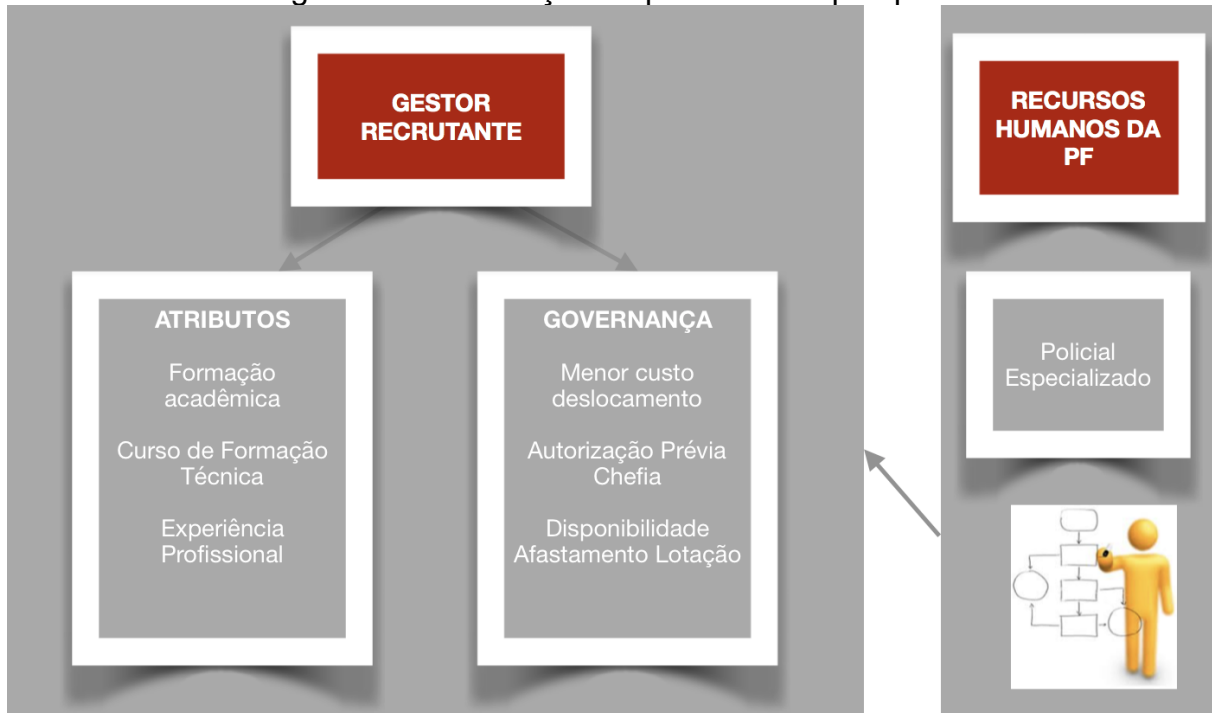 GESTOR
RECRUTANTE
ATRIBUTOS
Formação
acadêmica
Curso de Formação
Técnica
Experiência
Profissional
GOVERNANÇA
Menor custo
deslocamento
Autorização Prévia
Chefia
Disponibilidade
Afastamento Lotação
RECURSOS
HUMANOS DA
PF
Policial
Especializado